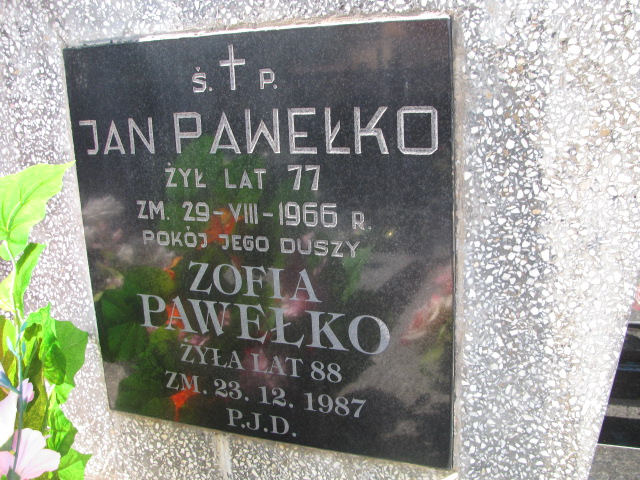 Ś. P.
JAN PAWEŁKO
ŻYŁ LAT 77
ZM. 29-VIII-1966 R.
POKÓJ JEGO DUSZY
ZOFIA
PAWEŁKO
ŻYŁA LAT 88
ZM. 23. 12. 1987
P.J.D.